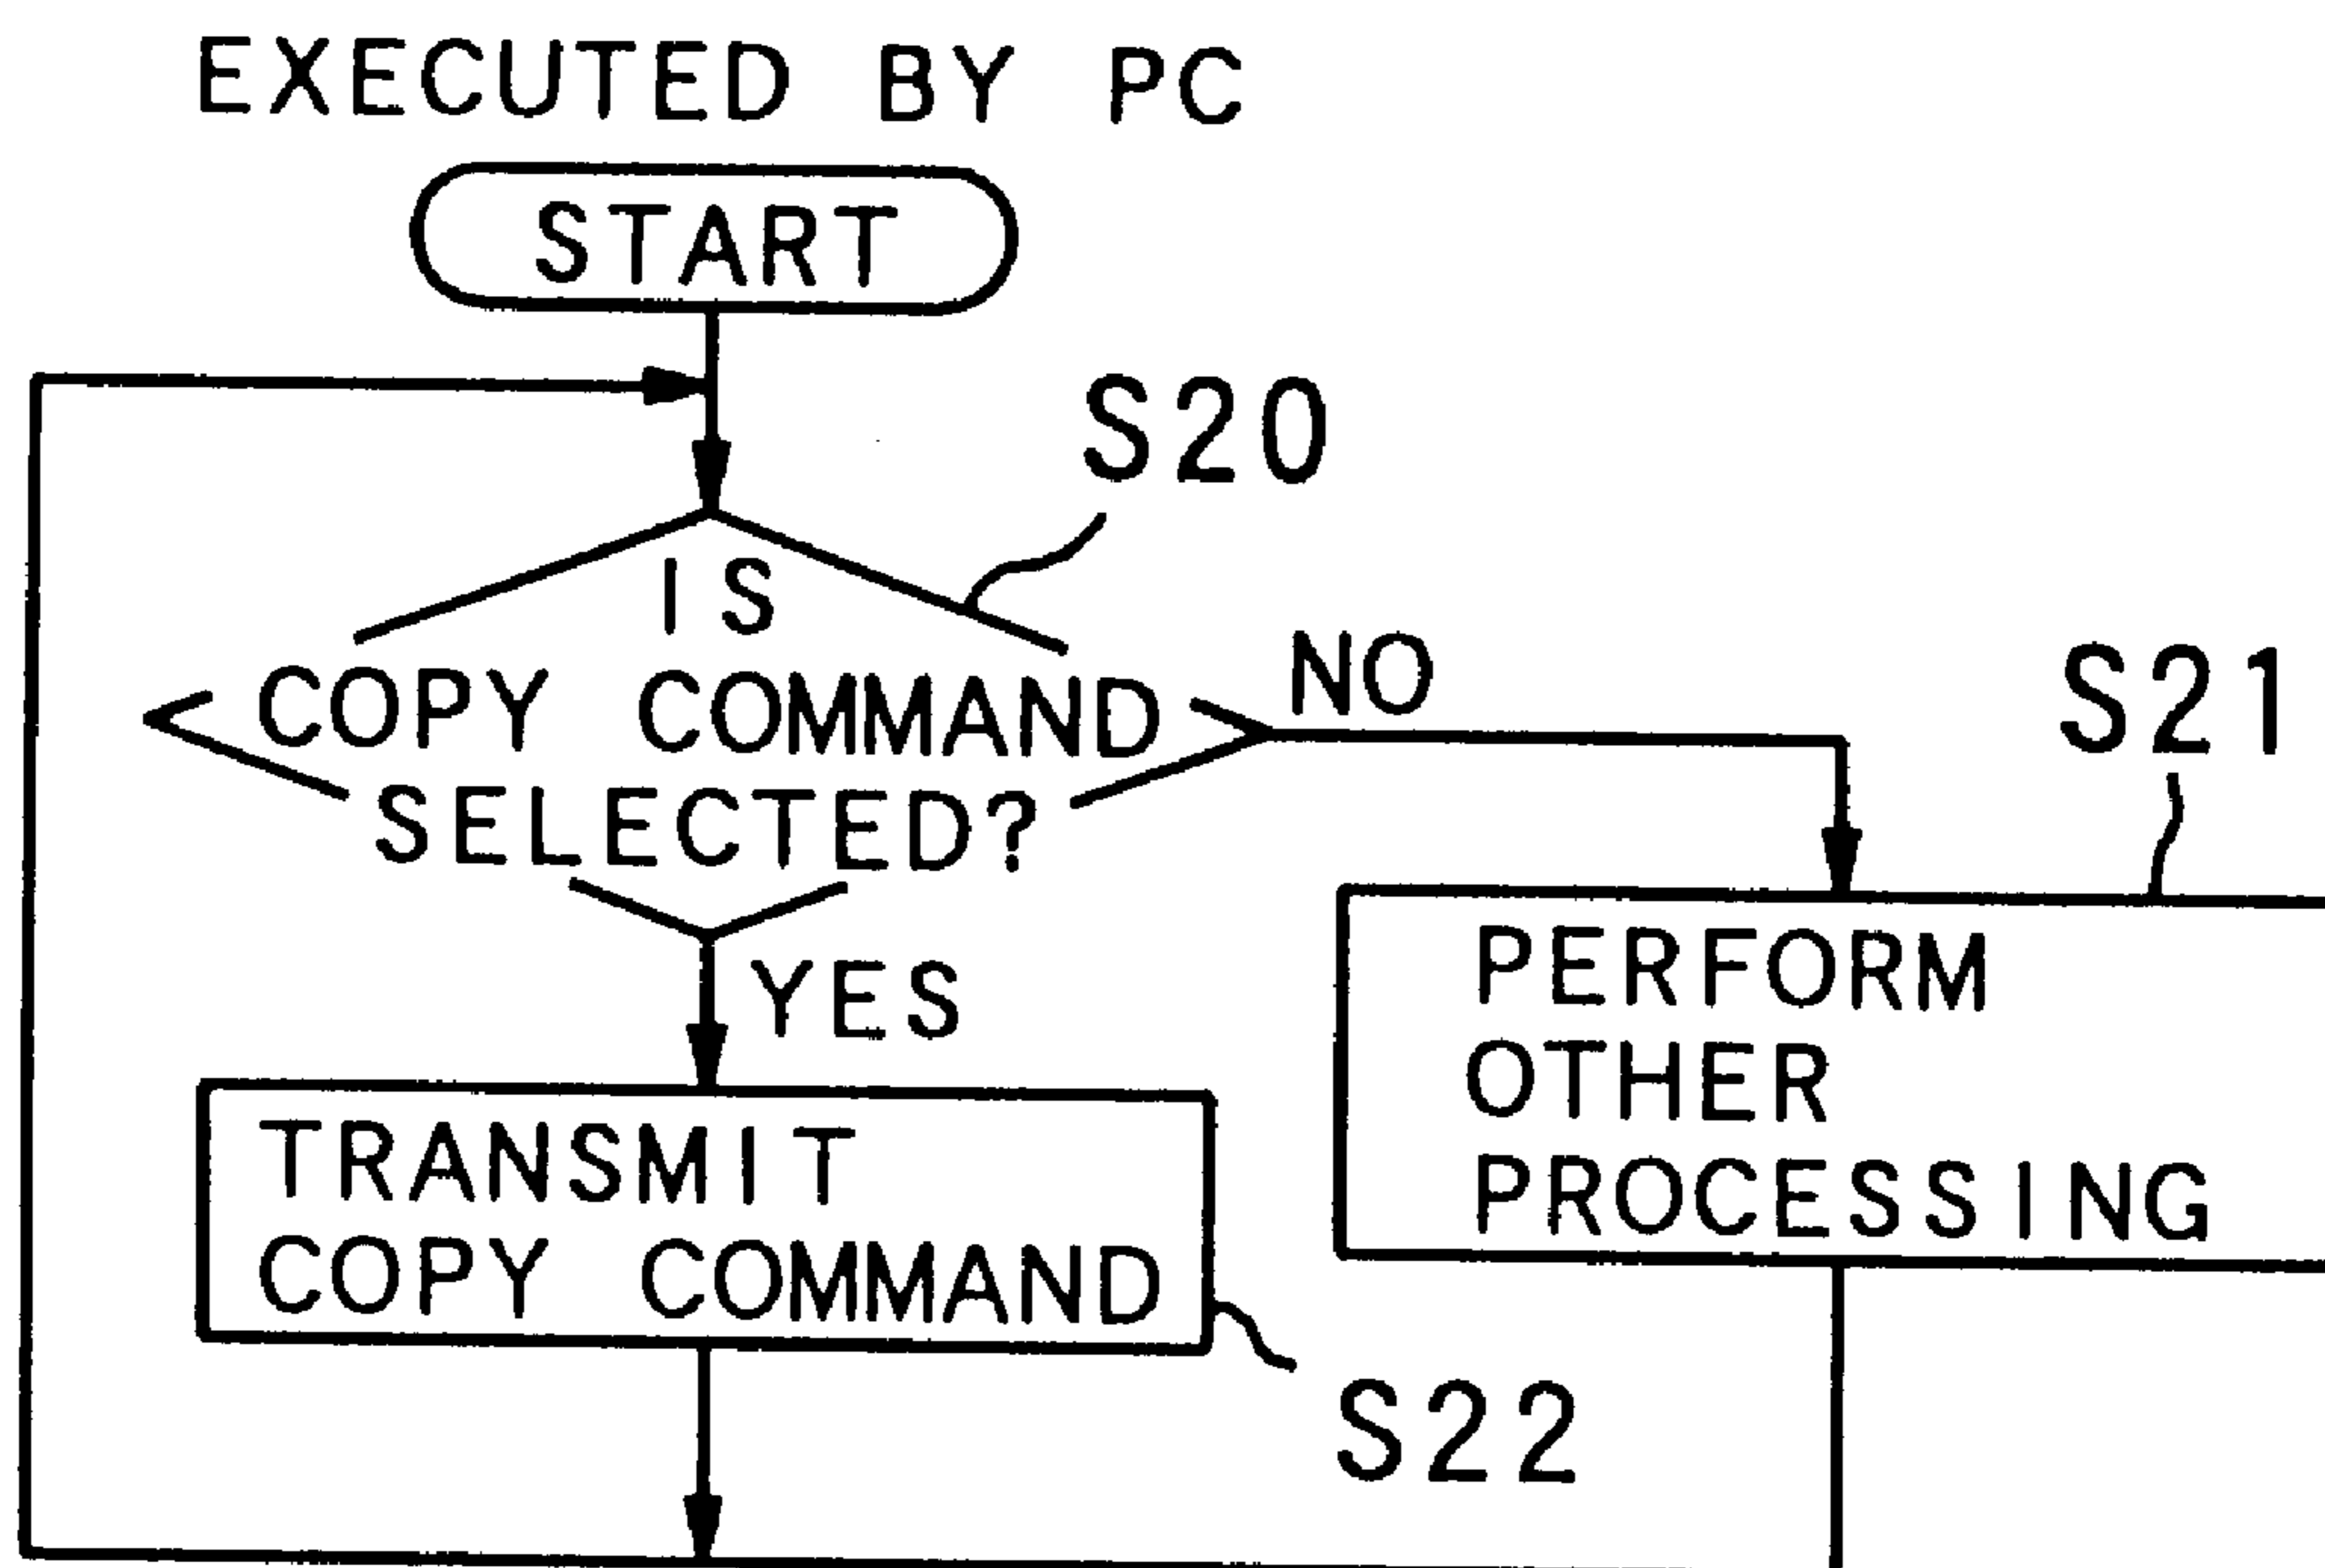 EXECUTED BY PC
START
S20
IS
COPY COMMAND
SELECTED?
NO
S21
YES
PERFORM
OTHER
PROCESSING
TRANSMIT
COPY COMMAND
S22